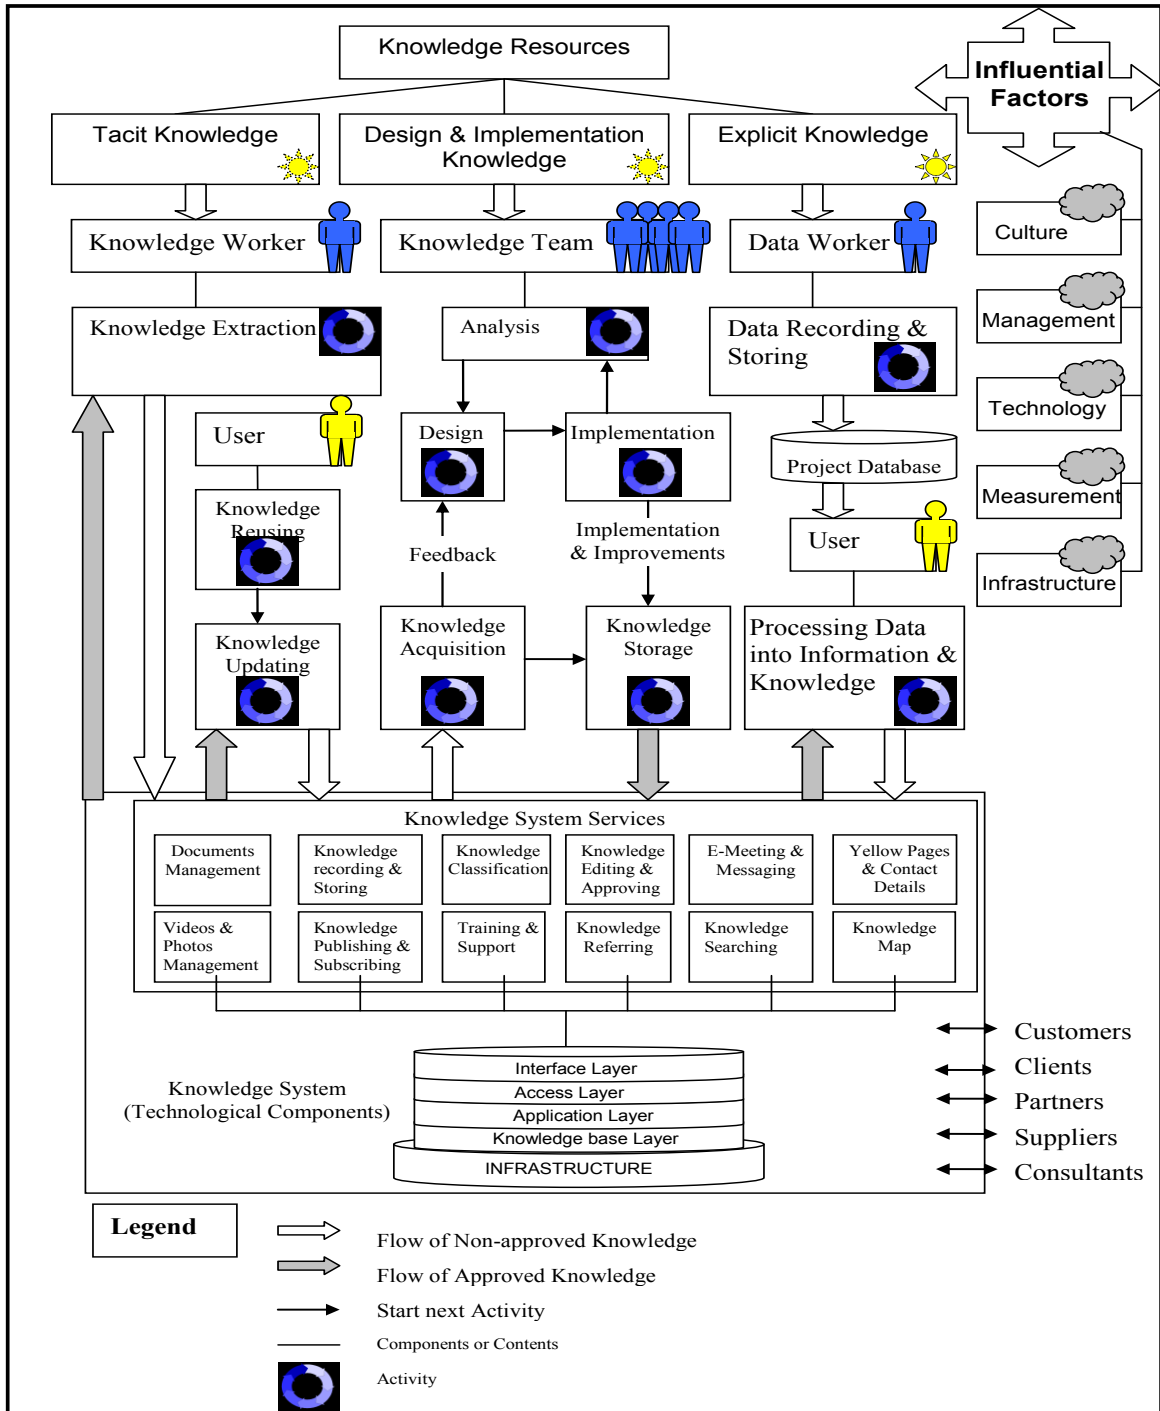 Knowledge Resources
Influential
Factors
Tacit Knowledge
Design & Implementation
Knowledge
Explicit Knowledge
Knowledge Worker
Knowledge Team
Data Worker
Culture
Knowledge Extraction
Analysis
Data Recording &
Storing
Management
User
Design
Implementation
Project Database
Technology
Knowledge
Reusing
Feedback
Implementation
& Improvements
User
Measurement
Infrastructure
Knowledge
Updating
Knowledge
Acquisition
Knowledge
Storage
Processing Data
into Information &
Knowledge
Knowledge System Services
Documents
Management
Knowledge
recording &
Storing
Knowledge
Classification
Knowledge
Editing &
Approving
E-Meeting &
Messaging
Yellow Pages
& Contact
Details
Videos &
Photos
Management
Knowledge
Publishing &
Subscribing
Training &
Support
Knowledge
Referring
Knowledge
Searching
Knowledge
Map
Knowledge System
(Technological Components)
Interface Layer
Access Layer
Application Layer
Knowledge base Layer
INFRASTRUCTURE
Customers
Clients
Partners
Suppliers
Consultants
Legend
Flow of Non-approved Knowledge
Flow of Approved Knowledge
Start next Activity
Components or Contents
Activity